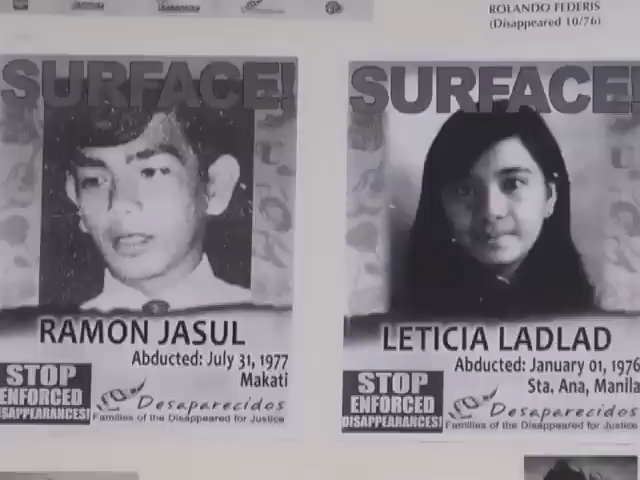 ROLANDO FEDERIS
(Disappeared 10/76)
SURFACE!
RAMON JASUL
Abducted: July 31, 1977
Makati
STOP
ENFORCED
DISAPPEARANCES!
Desaparecidos
Families of the Disappeared for Justice
SURFACE!
LETICIA LADLAD
Abducted: January 01, 1976
Sta. Ana, Manila
STOP
ENFORCED
DISAPPEARANCES!
Desaparecidos
Families of the Disappeared for Justice